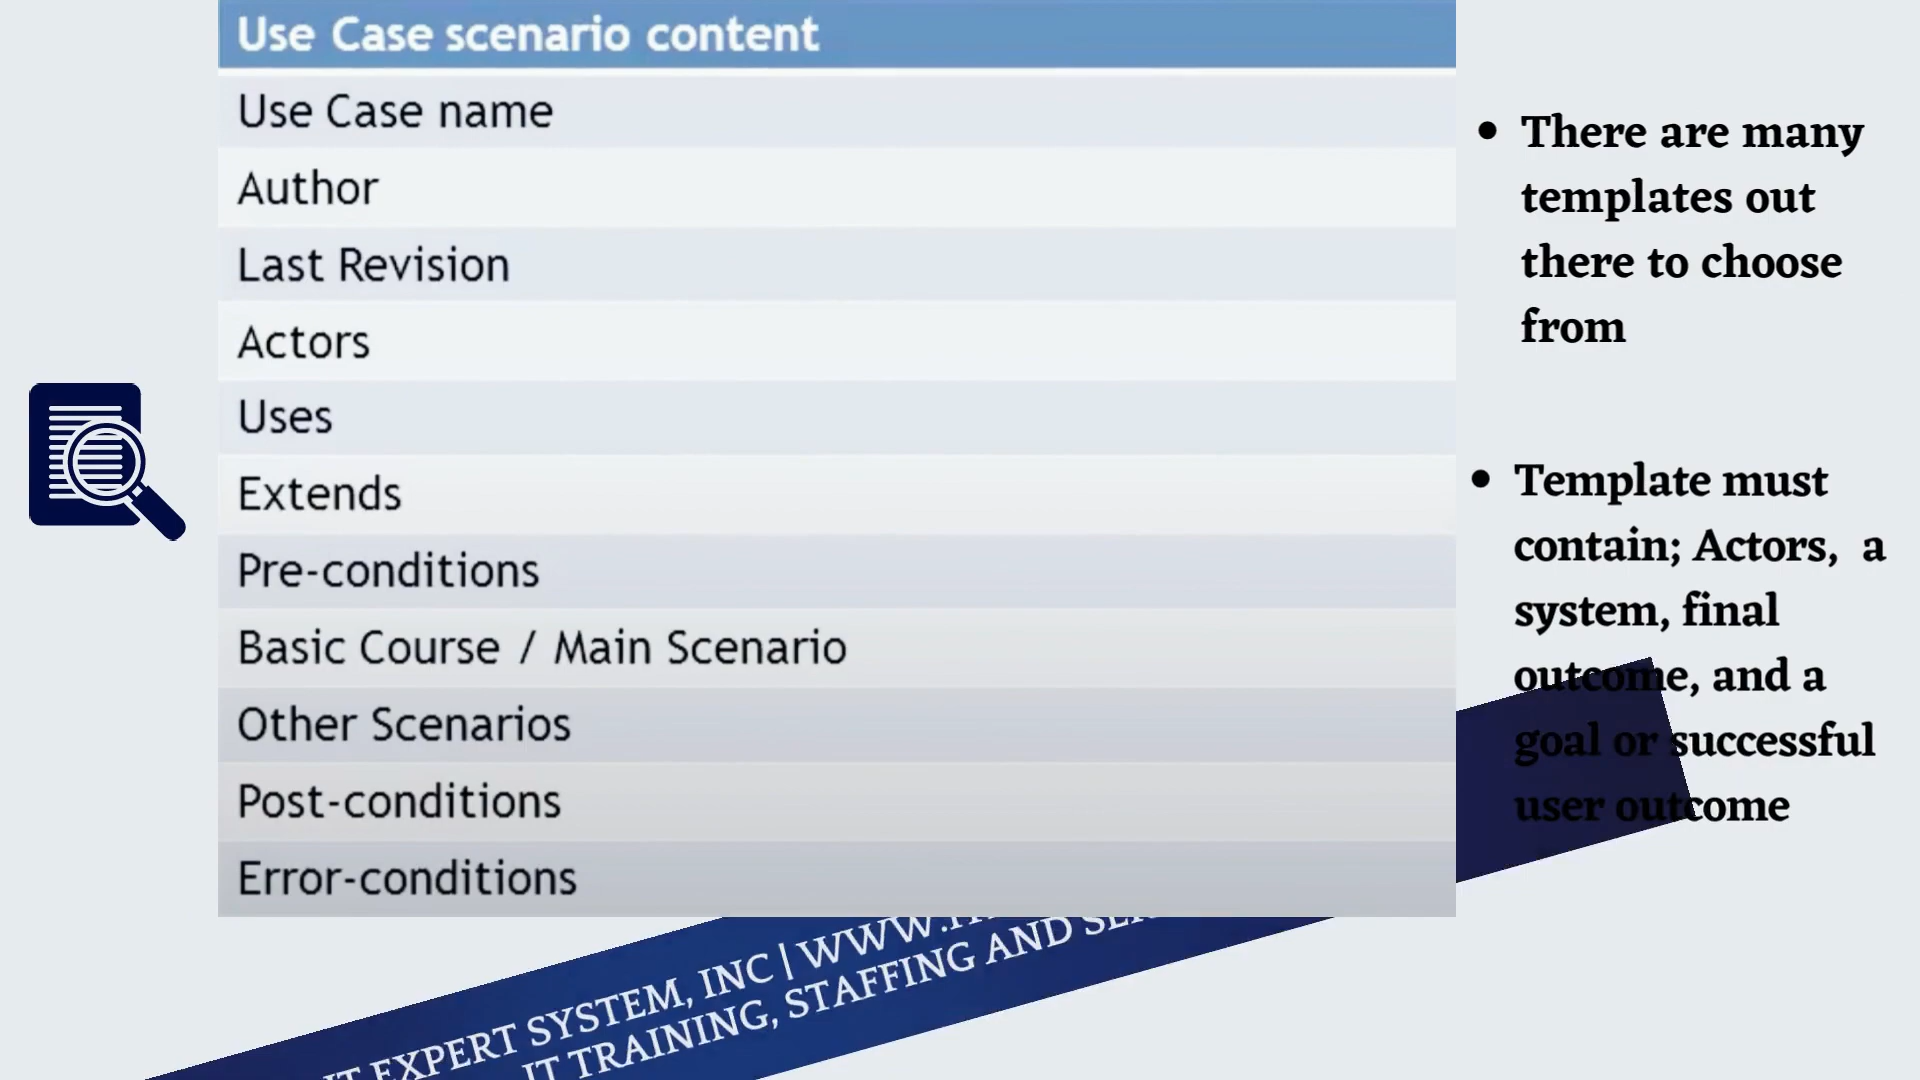 Use Case scenario content
Use Case name
Author
Last Revision
Actors
Uses
Extends
Pre-conditions
Basic Course / Main Scenario
Other Scenarios
Post-conditions
Error-conditions
• There are many
templates out
there to choose
from
• Template must
contain; Actors,  a
system, final
outcome, and a
goal or successful
user outcome
IT EXPERT SYSTEM, INC | WWW.
IT TRAINING, STAFFING AND